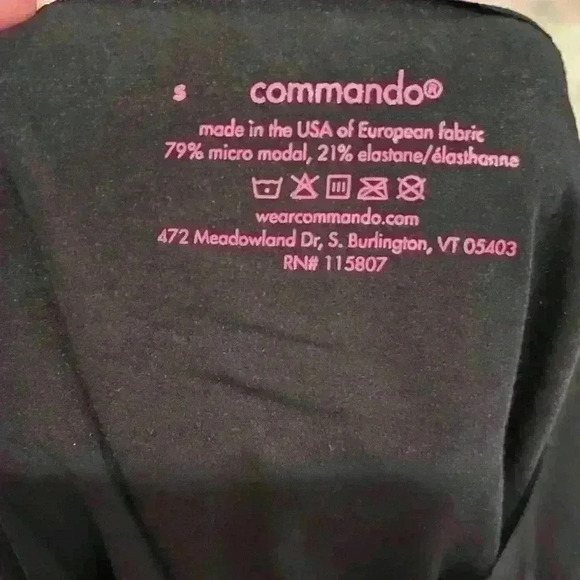 s commando®
made in the USA of European fabric
79% micro modal, 21% elastane/élasthanne
wearcommando.com
472 Meadowland Dr, S. Burlington, VT 05403
RN# 115807